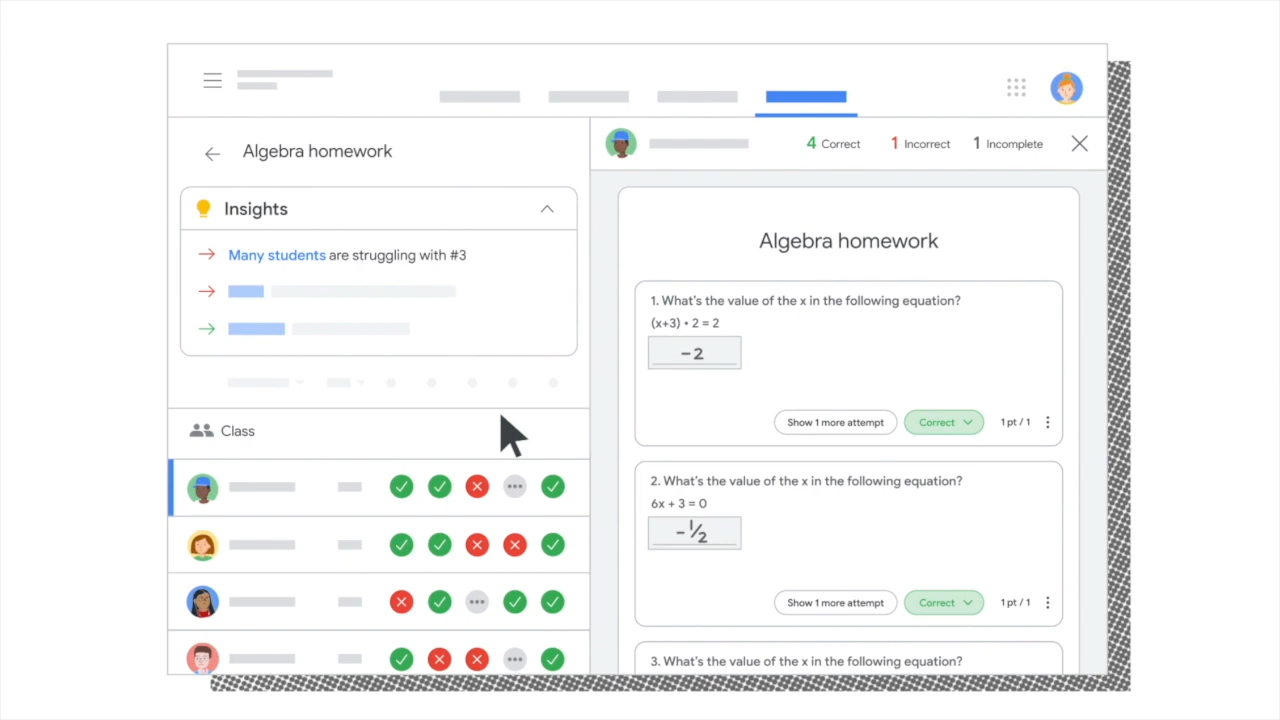 Algebra homework
Insights
Many students are struggling with #3
Class
4 Correct 1 Incorrect 1 Incomplete
Algebra homework
1. What's the value of the x in the following equation?
(x+3) • 2 = 2
−2
Show 1 more attempt Correct 1 pt / 1
2. What's the value of the x in the following equation?
6x + 3 = 0
−1/2
Show 1 more attempt Correct 1 pt / 1
3. What's the value of the x in the following equation?